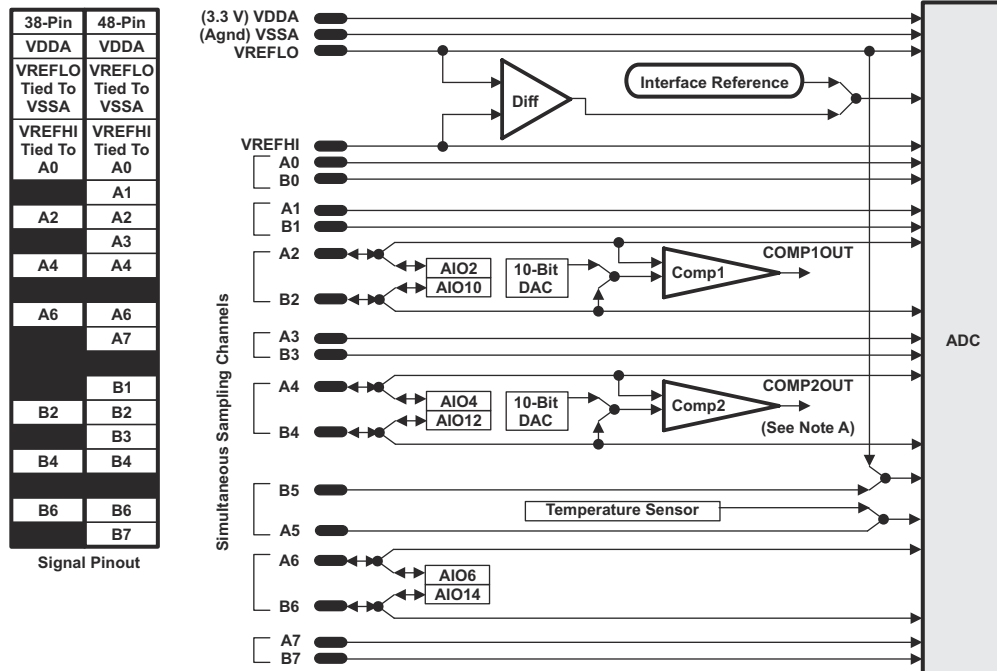 38-Pin 48-Pin
VDDA VDDA
VREFLO VREFLO
Tied To Tied To
VSSA VSSA
VREFHI VREFHI
Tied To Tied To
A0 A0
A1
A2 A2
A3
A4 A4
A6 A6
A7
B1
B2 B2
B3
B4 B4
B6 B6
B7
Signal Pinout
Simultaneous Sampling Channels
(3.3 V) VDDA
(Agnd) VSSA
VREFLO
Interface Reference
Diff
VREFHI
A0
B0
A1
B1
A2
AIO2
AIO10
10-Bit
DAC
Comp1
COMP1OUT
B2
A3
B3
ADC
A4
AIO4
AIO12
10-Bit
DAC
Comp2
COMP2OUT
(See Note A)
B4
B5
Temperature Sensor
A5
A6
AIO6
AIO14
B6
A7
B7